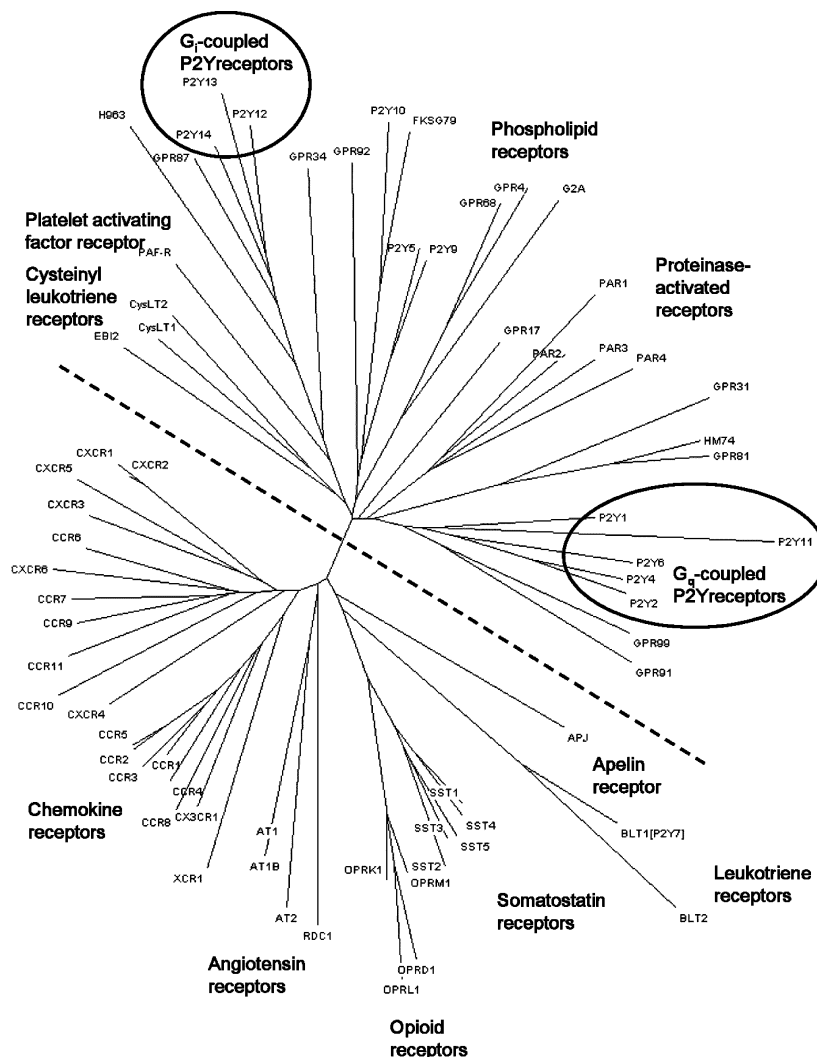 Gi-coupled
P2Yreceptors
P2Y13
H963
P2Y12
P2Y14
GPR87
GPR34
GPR92
P2Y10
FKSG79
Phospholipid
receptors
GPR4
GPR68
G2A
Platelet activating
factor receptor
PAF-R
P2Y5
P2Y9
Cysteinyl
leukotriene
receptors
CysLT2
CysLT1
EBI2
Proteinase-
activated
receptors
PAR1
GPR17
PAR2
PAR3
PAR4
GPR31
HM74
GPR81
CXCR1
CXCR2
CXCR5
CXCR3
CCR6
CXCR6
CCR7
CCR9
CCR11
CCR10
CXCR4
P2Y1
P2Y11
P2Y6
P2Y4
P2Y2
Gq-coupled
P2Yreceptors
GPR99
GPR91
CCR5
CCR2
CCR3
CCR1
CCR4
CCR8
CX3CR1
XCR1
Chemokine
receptors
APJ
Apelin
receptor
AT1
AT1B
AT2
RDC1
Angiotensin
receptors
SST1
SST4
SST3
SST5
SST2
OPRK1
OPRM1
OPRD1
OPRL1
Somatostatin
receptors
Opioid
receptors
BLT1[P2Y7]
BLT2
Leukotriene
receptors